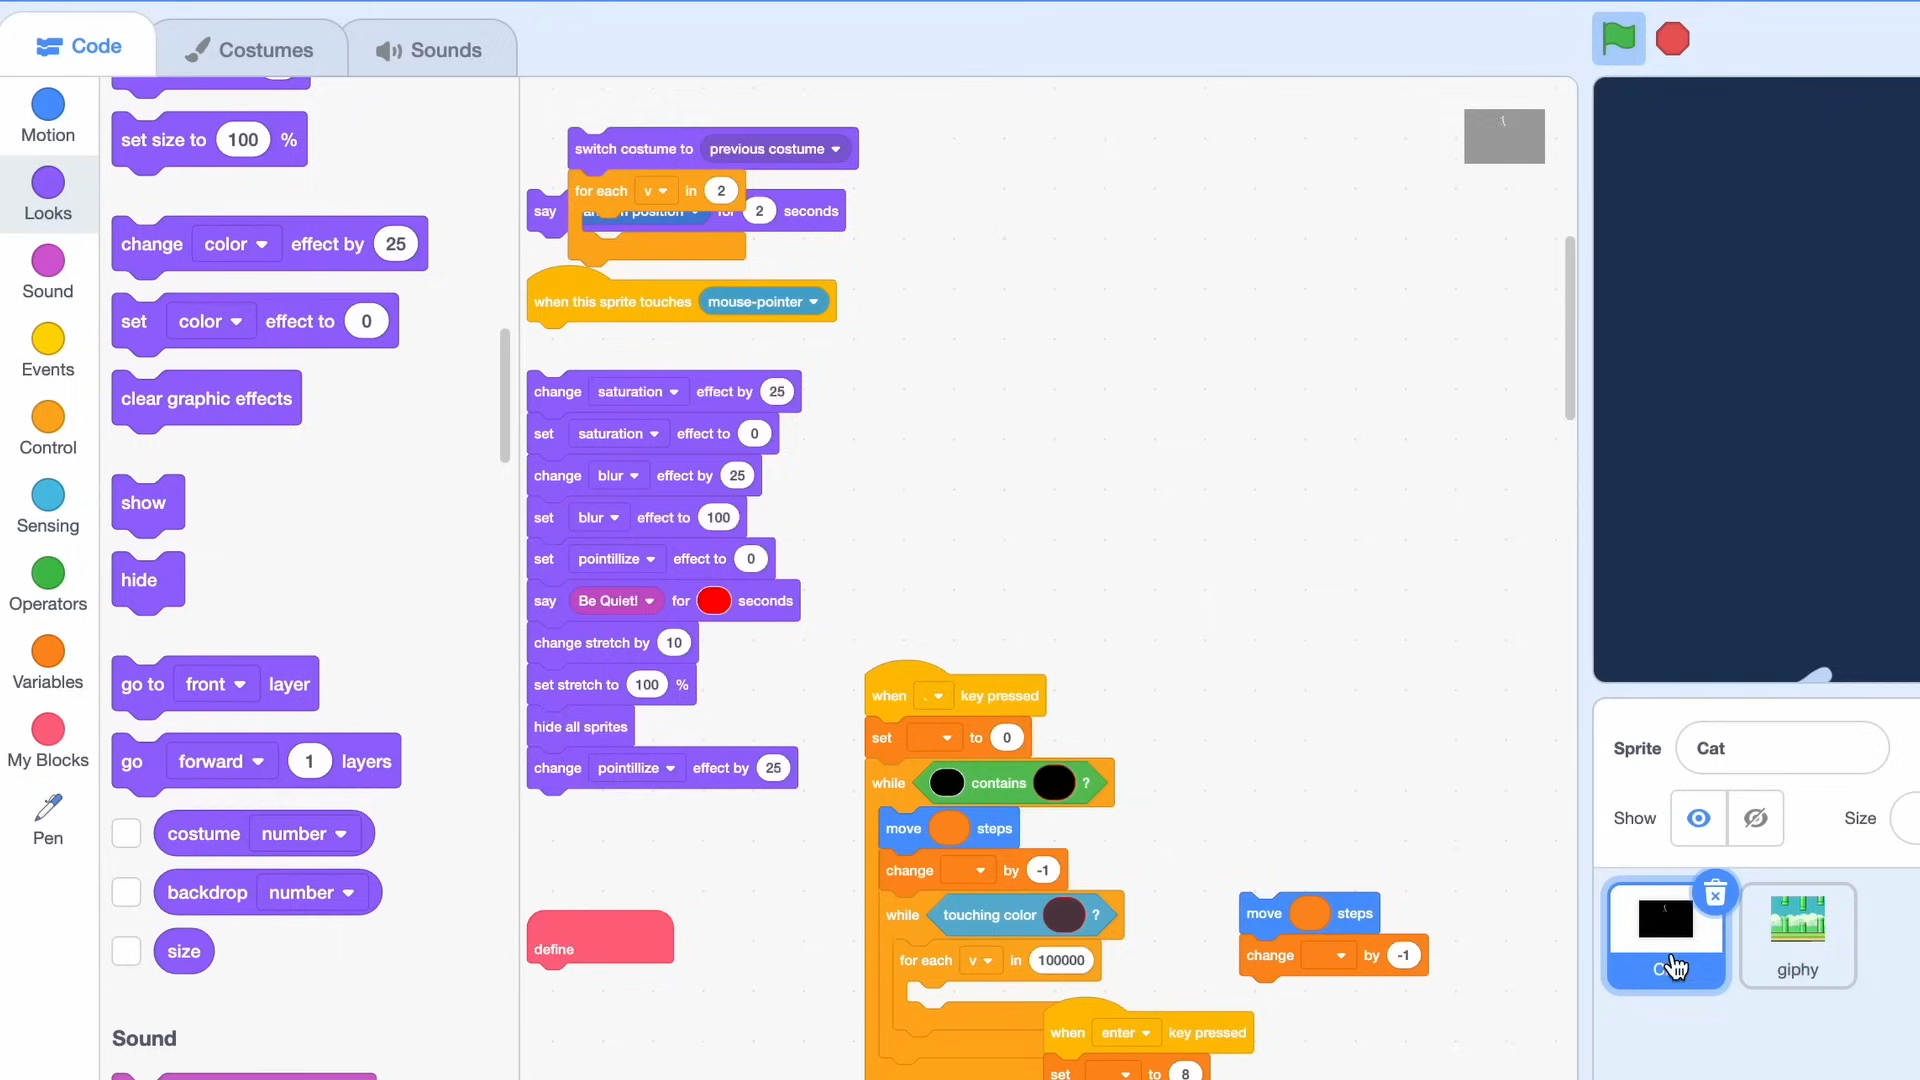 Code
Costumes
Sounds
Motion
Looks
Sound
Events
Control
Sensing
Operators
Variables
My Blocks
Pen
set size to 100 %
change color effect by 25
set color effect to 0
clear graphic effects
show
hide
go to front layer
go forward 1 layers
costume number
backdrop number
size
Sound
switch costume to previous costume
for each v in 2
say position for 2 seconds
when this sprite touches mouse-pointer
change saturation effect by 25
set saturation effect to 0
change blur effect by 25
set blur effect to 100
set pointillize effect to 0
say Be Quiet! for seconds
change stretch by 10
set stretch to 100 %
hide all sprites
change pointillize effect by 25
define
when . key pressed
set to 0
while contains ?
move steps
change by -1
while touching color ?
for each v in 100000
when enter key pressed
set to 8
move steps
change by -1
Sprite Cat
Show
Size
giphy